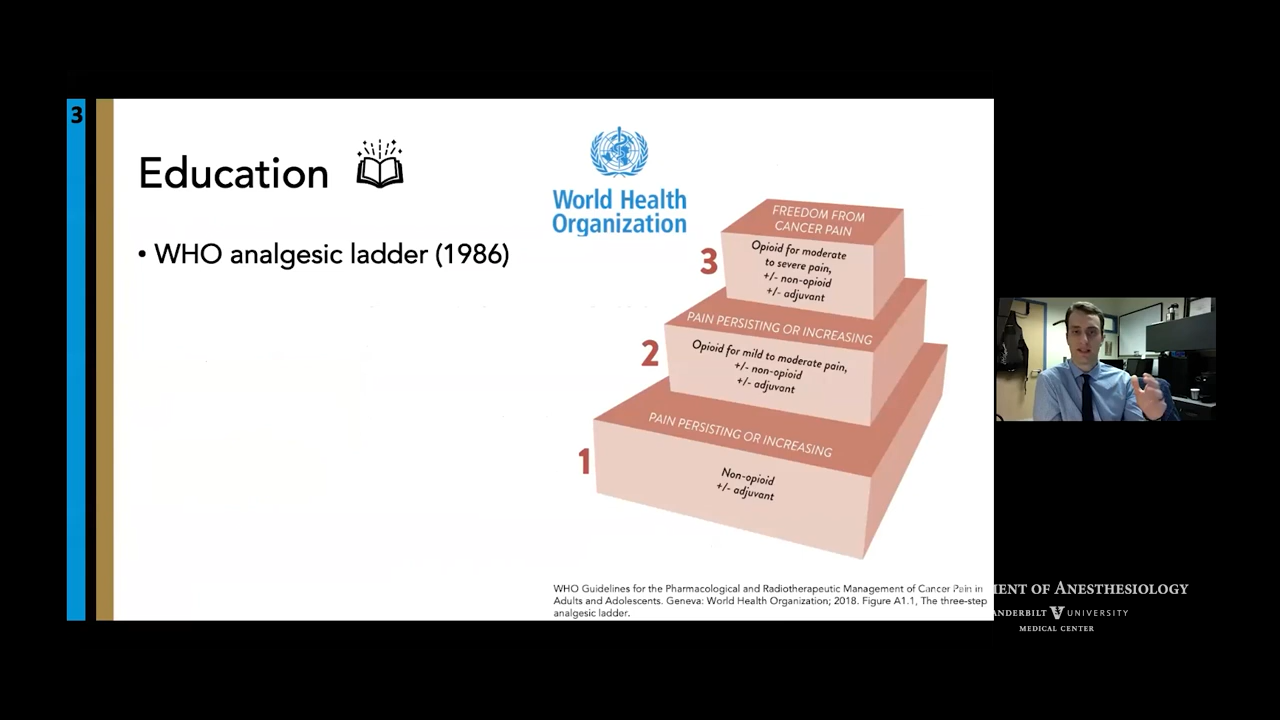 3
Education
• WHO analgesic ladder (1986)
World Health
Organization
FREEDOM FROM
CANCER PAIN
3
Opioid for moderate
to severe pain,
+/- non-opioid
+/- adjuvant
PAIN PERSISTING OR INCREASING
2
Opioid for mild to moderate pain,
+/- non-opioid
+/- adjuvant
PAIN PERSISTING OR INCREASING
1
Non-opioid
+/- adjuvant
WHO Guidelines for the Pharmacological and Radiotherapeutic Management of Cancer Pain in
Adults and Adolescents. Geneva: World Health Organization; 2018. Figure A1.1, The three-step
analgesic ladder.
MENT OF ANESTHESIOLOGY
ANDERBILT V UNIVERSITY
MEDICAL CENTER